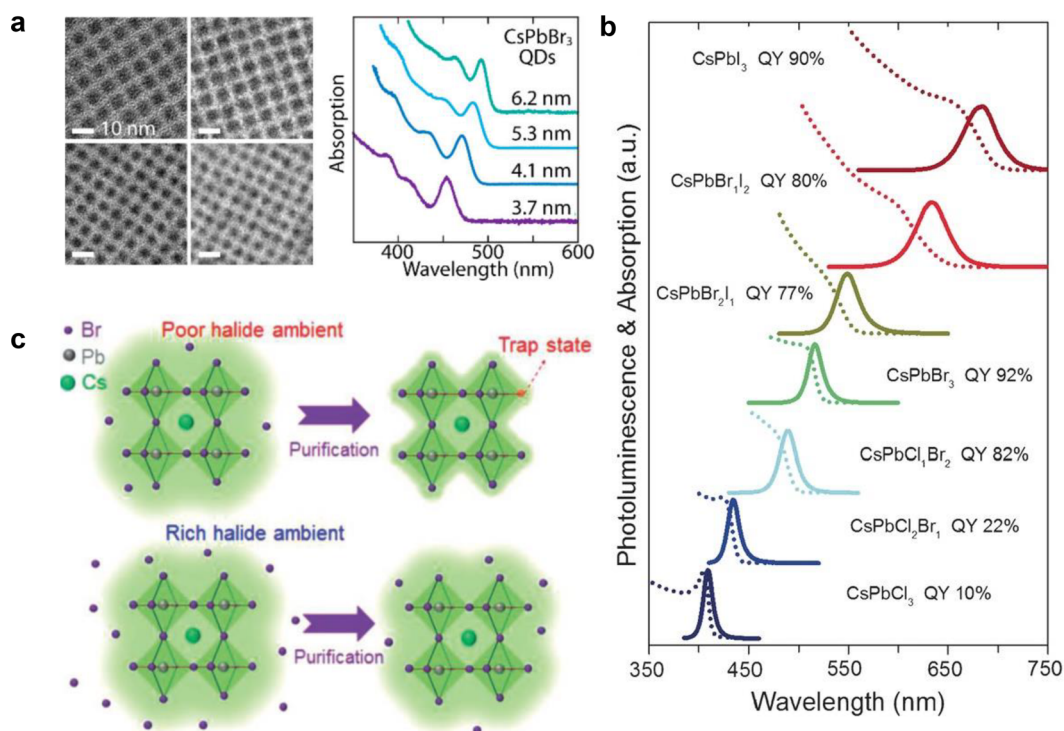 a
10 nm
CsPbBr₃
QDs
6.2 nm
5.3 nm
4.1 nm
3.7 nm
Absorption
400 500 600
Wavelength (nm)
b
CsPbI₃ QY 90%
CsPbBr₁I₂ QY 80%
CsPbBr₂I₁ QY 77%
CsPbBr₃ QY 92%
CsPbCl₁Br₂ QY 82%
CsPbCl₂Br₁ QY 22%
CsPbCl₃ QY 10%
Photoluminescence & Absorption (a.u.)
350 450 550 650 750
Wavelength (nm)
c
Br
Pb
Cs
Poor halide ambient
Trap state
Purification
Rich halide ambient
Purification